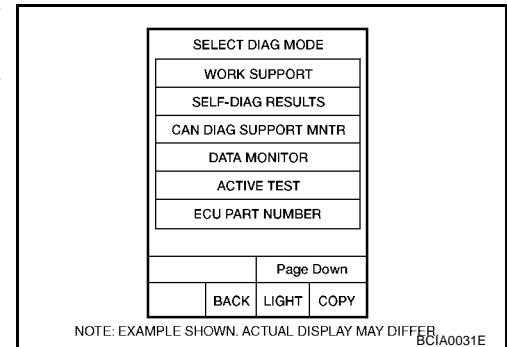 SELECT DIAG MODE
WORK SUPPORT
SELF-DIAG RESULTS
CAN DIAG SUPPORT MNTR
DATA MONITOR
ACTIVE TEST
ECU PART NUMBER
Page Down
BACK LIGHT COPY
NOTE: EXAMPLE SHOWN. ACTUAL DISPLAY MAY DIFFER.
BCIA0031E